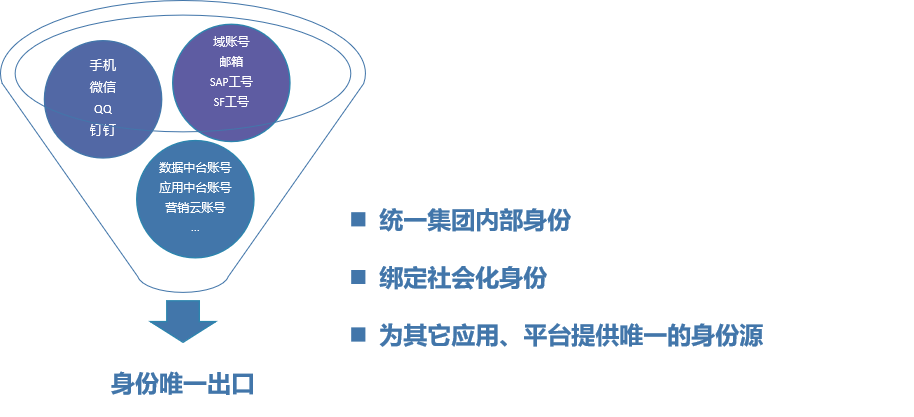 手机
微信
QQ
钉钉
域账号
邮箱
SAP工号
SF工号
数据中台账号
应用中台账号
营销云账号
...
身份唯一出口
■ 统一集团内部身份
■ 绑定社会化身份
■ 为其它应用、平台提供唯一的身份源